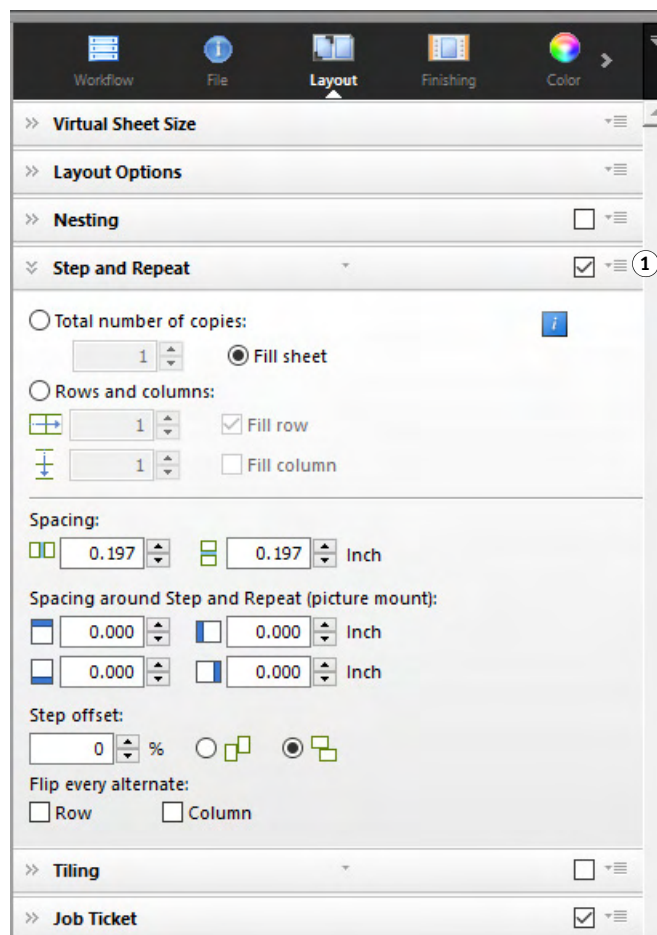 Workflow File Layout Finishing Color
Virtual Sheet Size
Layout Options
Nesting
Step and Repeat 1
Total number of copies: i
1 Fill sheet
Rows and columns:
1 Fill row
1 Fill column
Spacing:
0.197 0.197 Inch
Spacing around Step and Repeat (picture mount):
0.000 0.000 Inch
0.000 0.000 Inch
Step offset:
0 %
Flip every alternate:
Row Column
Tiling
Job Ticket